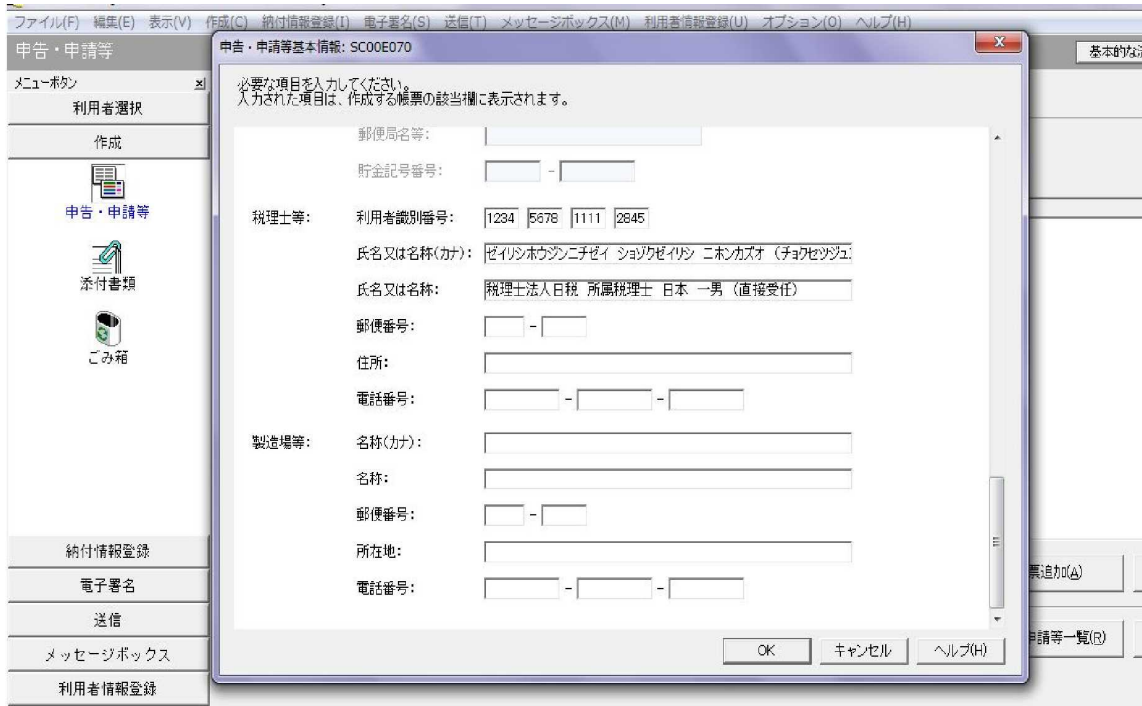 ファイル(F) 編集(E) 表示(V) 作成(C) 納付情報登録(I) 電子署名(S) 送信(T) メッセージボックス(M) 利用者情報登録(U) オプション(O) ヘルプ(H)
申告・申請等
基本的な
メニューボタン
利用者選択
作成
申告・申請等
添付書類
ごみ箱
納付情報登録
電子署名
送信
メッセージボックス
利用者情報登録
申告・申請等基本情報: SC00E070
必要な項目を入力してください。
入力された項目は、作成する帳票の該当欄に表示されます。
郵便局名等:
貯金記号番号: -
税理士等: 利用者識別番号: 1234 5678 1111 2845
氏名又は名称(カナ): ゼイリシホウジンニチゼイ ショゾクゼイリシ ニホンカズオ (チョクセツジュ
氏名又は名称: 税理士法人日税 所属税理士 日本 一男 (直接受任)
郵便番号: -
住所:
電話番号: - -
製造場等: 名称(カナ):
名称:
郵便番号: -
所在地:
電話番号: - -
OK キャンセル ヘルプ(H)
票追加(A)
申請等一覧(R)